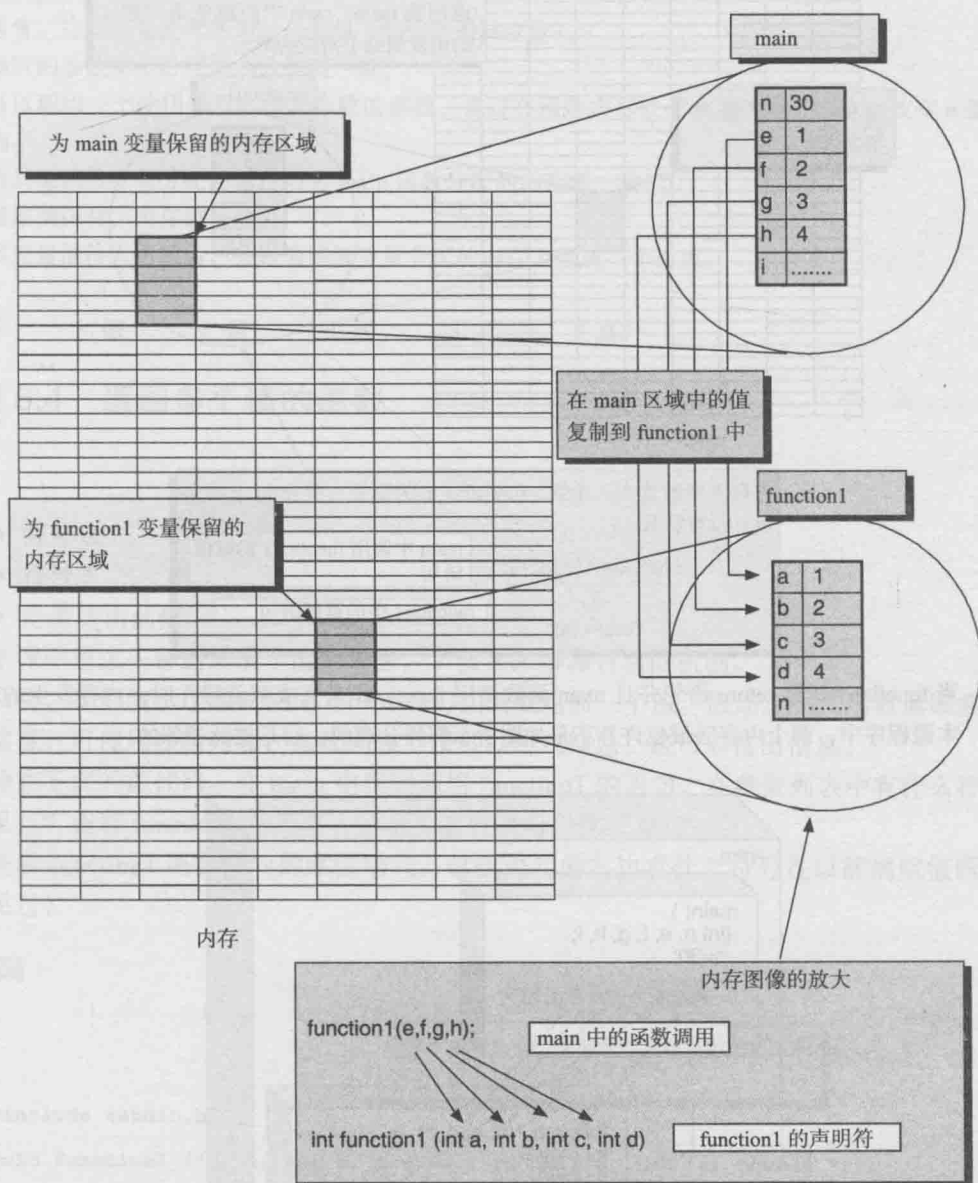 main
n 30
e 1
f 2
g 3
h 4
i ........
为 main 变量保留的内存区域
在 main 区域中的值
复制到 function1 中
function1
a 1
b 2
c 3
d 4
n ........
为 function1 变量保留的
内存区域
内存
内存图像的放大
function1(e,f,g,h);
main 中的函数调用
int function1 (int a, int b, int c, int d)
function1 的声明符